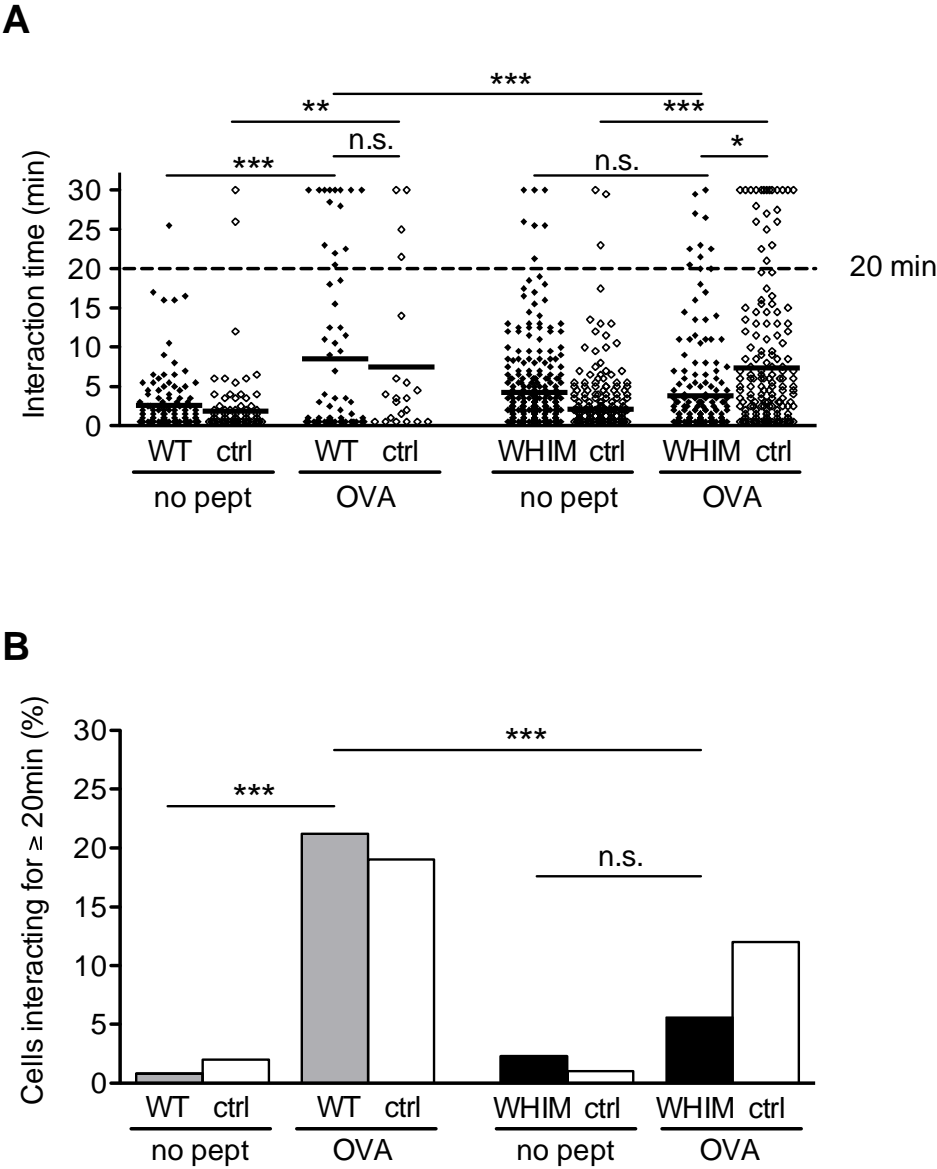 A
***
** ***
n.s. *
*** n.s.
Interaction time (min)
30
25
20
15
10
5
0
20 min
WT ctrl WT ctrl WHIM ctrl WHIM ctrl
no pept OVA no pept OVA
B
Cells interacting for ≥ 20min (%)
30
25
20
15
10
5
0
***
***
n.s.
WT ctrl WT ctrl WHIM ctrl WHIM ctrl
no pept OVA no pept OVA